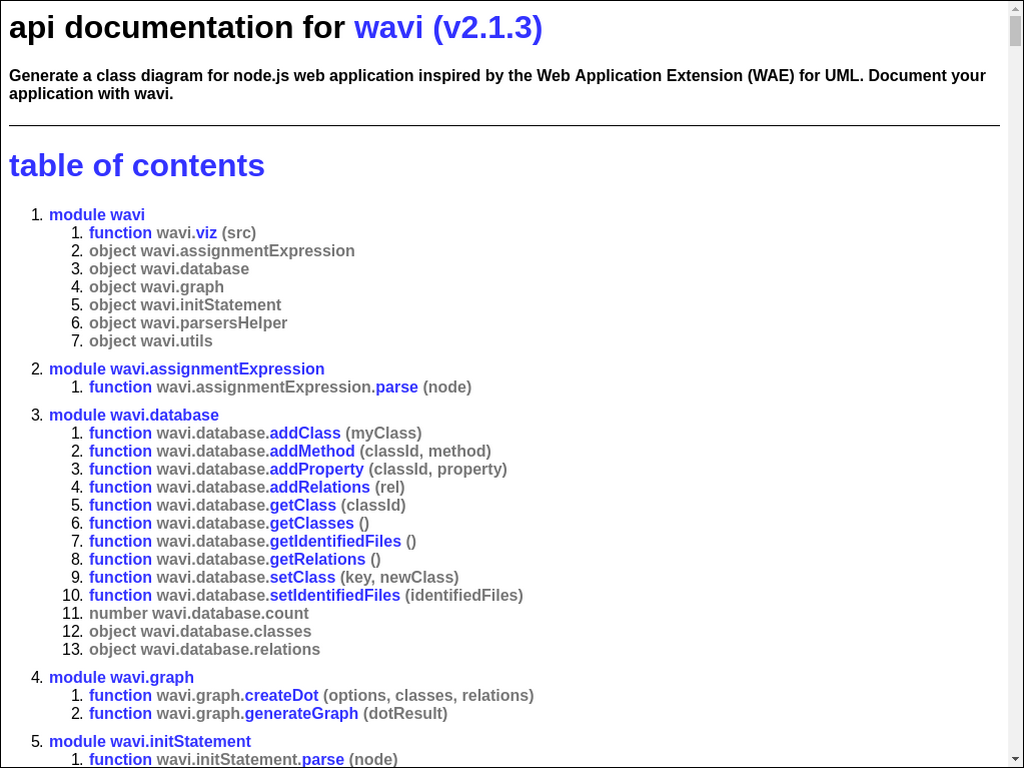 api documentation for wavi (v2.1.3)
Generate a class diagram for node.js web application inspired by the Web Application Extension (WAE) for UML. Document your
application with wavi.
table of contents
1. module wavi
1. function wavi.viz (src)
2. object wavi.assignmentExpression
3. object wavi.database
4. object wavi.graph
5. object wavi.initStatement
6. object wavi.parsersHelper
7. object wavi.utils
2. module wavi.assignmentExpression
1. function wavi.assignmentExpression.parse (node)
3. module wavi.database
1. function wavi.database.addClass (myClass)
2. function wavi.database.addMethod (classId, method)
3. function wavi.database.addProperty (classId, property)
4. function wavi.database.addRelations (rel)
5. function wavi.database.getClass (classId)
6. function wavi.database.getClasses ()
7. function wavi.database.getIdentifiedFiles ()
8. function wavi.database.getRelations ()
9. function wavi.database.setClass (key, newClass)
10. function wavi.database.setIdentifiedFiles (identifiedFiles)
11. number wavi.database.count
12. object wavi.database.classes
13. object wavi.database.relations
4. module wavi.graph
1. function wavi.graph.createDot (options, classes, relations)
2. function wavi.graph.generateGraph (dotResult)
5. module wavi.initStatement
1. function wavi.initStatement.parse (node)